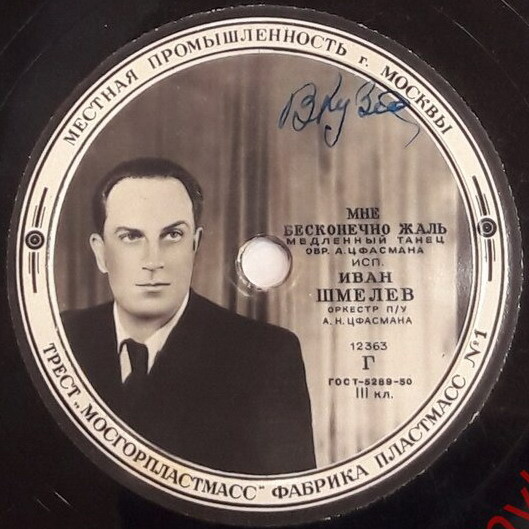 МЕСТНАЯ ПРОМЫШЛЕННОСТЬ г. МОСКВЫ
МНЕ
БЕСКОНЕЧНО ЖАЛЬ
МЕДЛЕННЫЙ ТАНЕЦ
ОБР. А. ЦФАСМАНА
ИСП.
ИВАН
ШМЕЛЕВ
ОРКЕСТР П/У
А. Н. ЦФАСМАНА
12363
Г
ГОСТ-5289-50
III КЛ.
ТРЕСТ „МОСГОРПЛАСТМАСС“ ФАБРИКА ПЛАСТМАСС №1